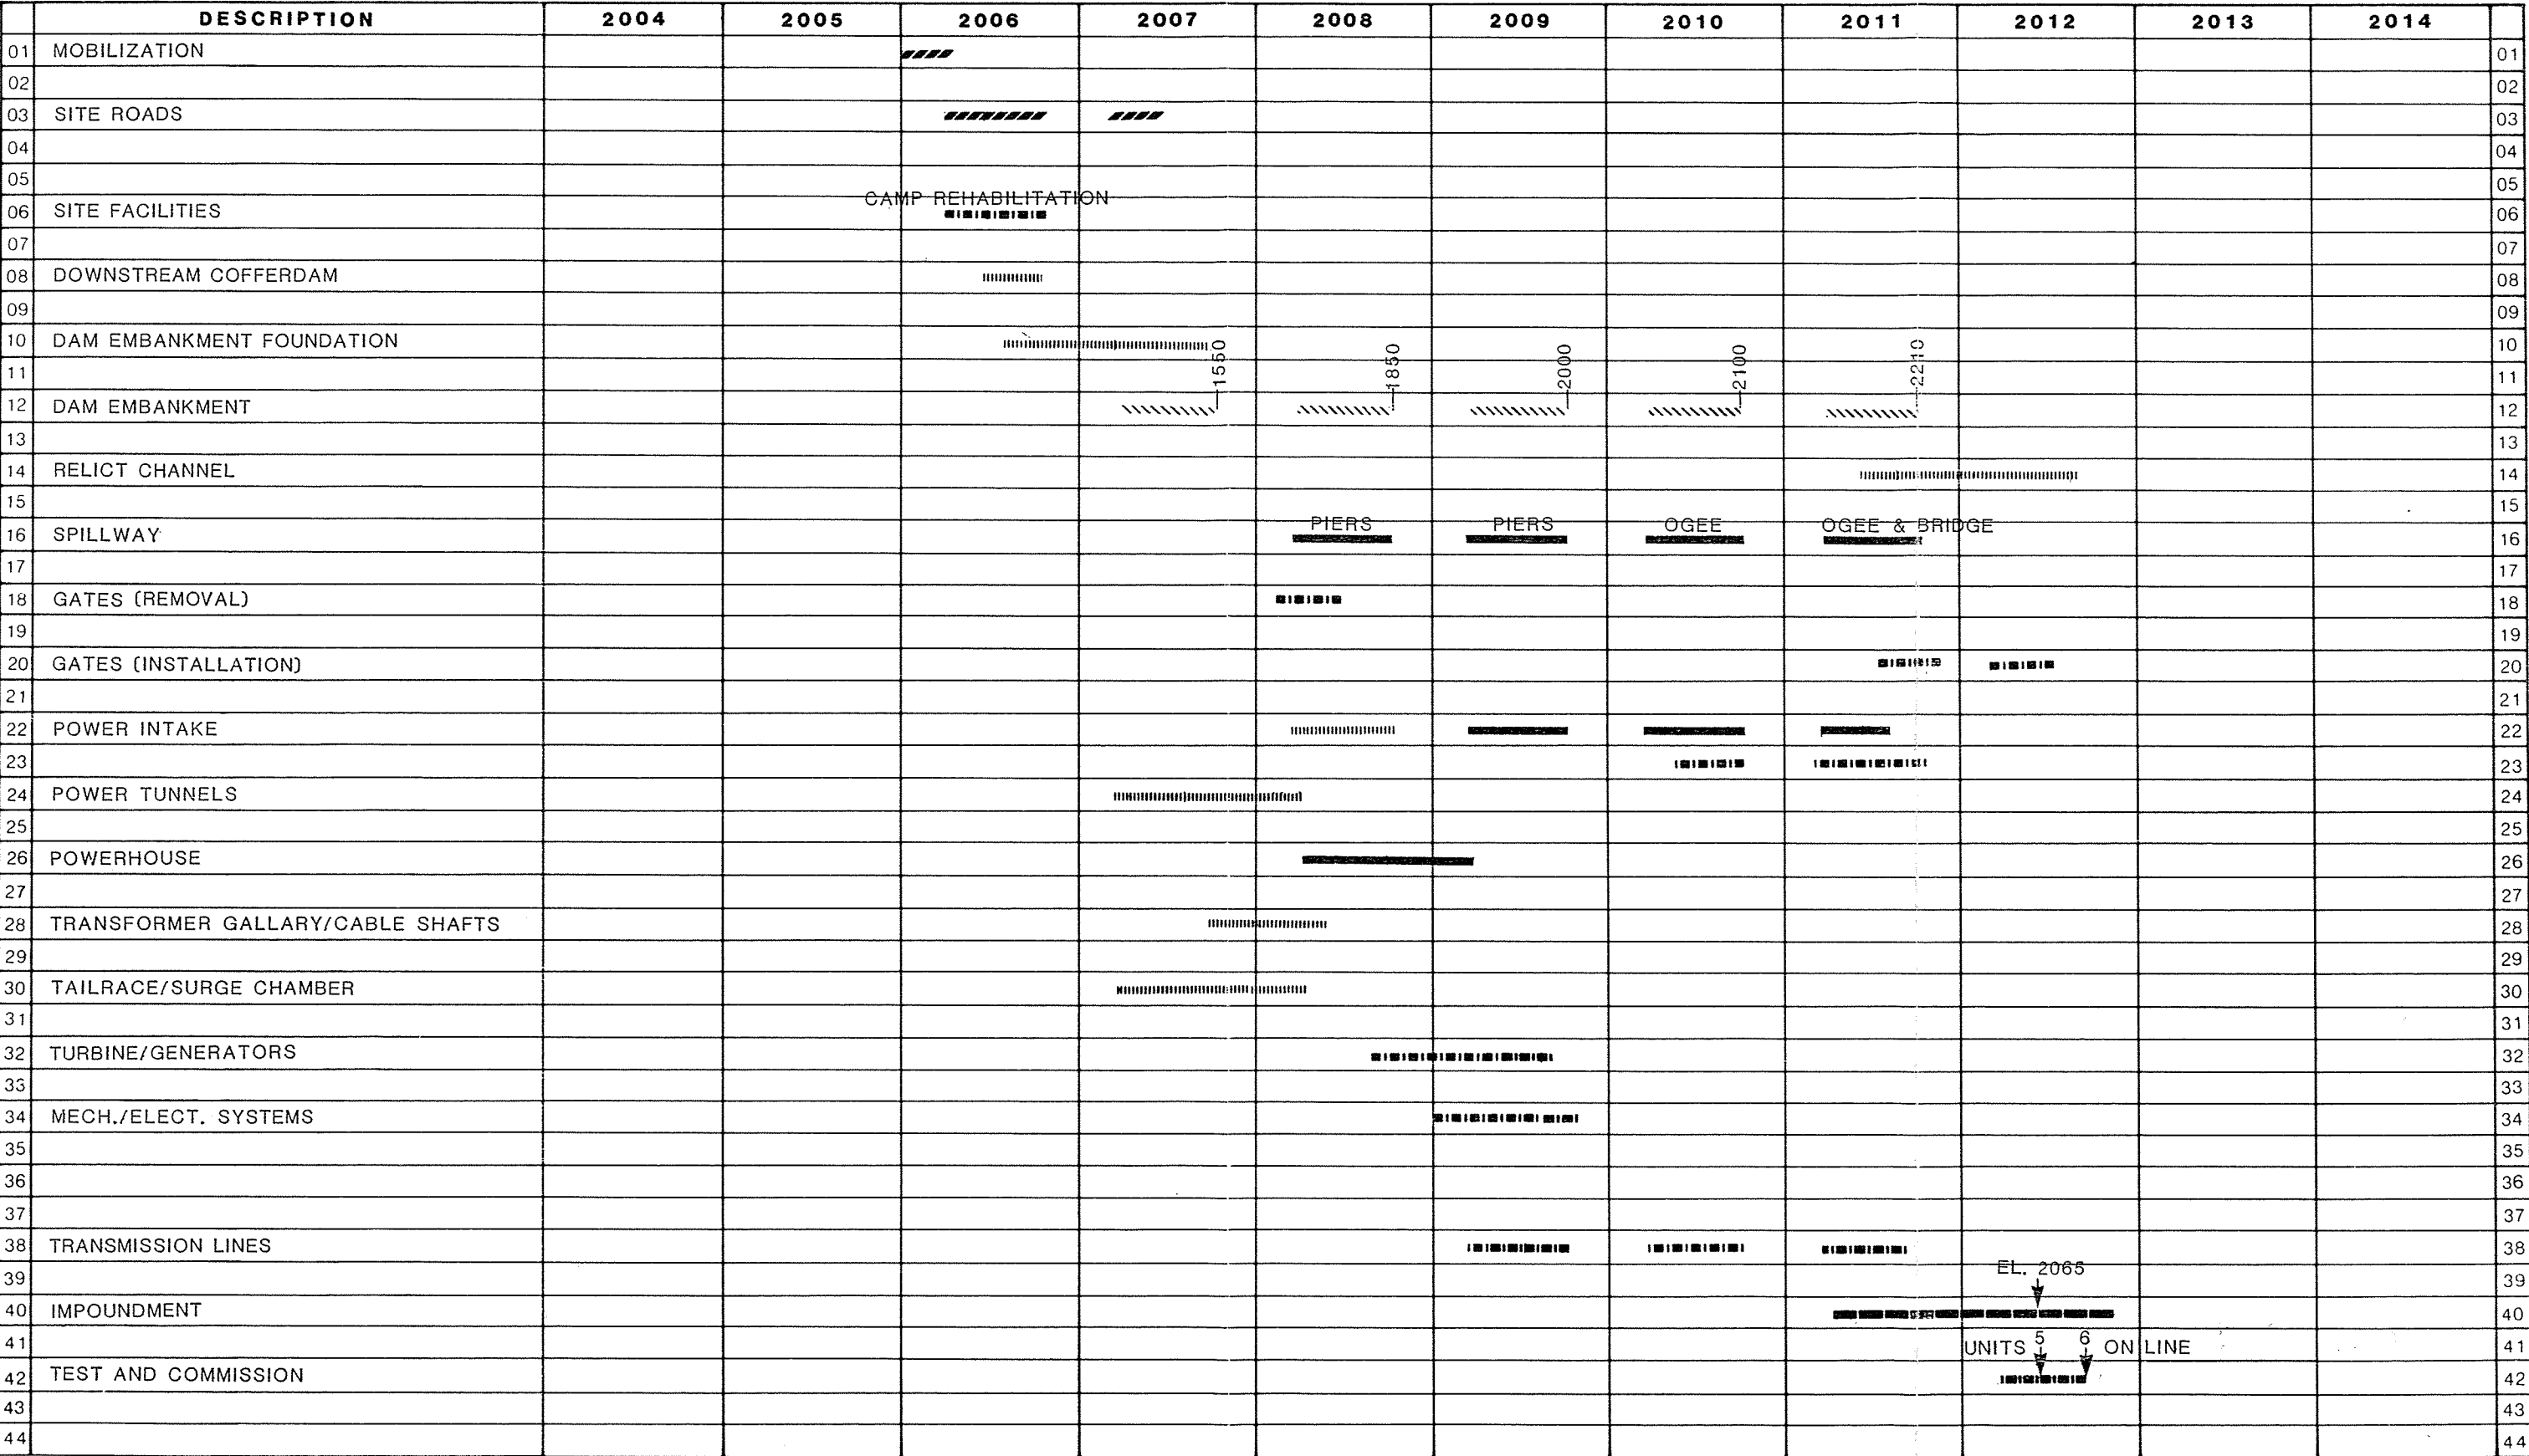 DESCRIPTION 2004 2005 2006 2007 2008 2009 2010 2011 2012 2013 2014
01 MOBILIZATION 01
02 02
03 SITE ROADS 03
04 04
05 05
CAMP REHABILITATION
06 SITE FACILITIES 06
07 07
08 DOWNSTREAM COFFERDAM 08
09 09
10 DAM EMBANKMENT FOUNDATION 10
11 1550 1850 2000 2100 2210 11
12 DAM EMBANKMENT 12
13 13
14 RELICT CHANNEL 14
15 15
PIERS PIERS OGEE OGEE & BRIDGE
16 SPILLWAY 16
17 17
18 GATES (REMOVAL) 18
19 19
20 GATES (INSTALLATION) 20
21 21
22 POWER INTAKE 22
23 23
24 POWER TUNNELS 24
25 25
26 POWERHOUSE 26
27 27
28 TRANSFORMER GALLARY/CABLE SHAFTS 28
29 29
30 TAILRACE/SURGE CHAMBER 30
31 31
32 TURBINE/GENERATORS 32
33 33
34 MECH./ELECT. SYSTEMS 34
35 35
36 36
37 37
38 TRANSMISSION LINES 38
39 EL. 2065 39
40 IMPOUNDMENT 40
41 UNITS 5 6 ON LINE 41
42 TEST AND COMMISSION 42
43 43
44 44